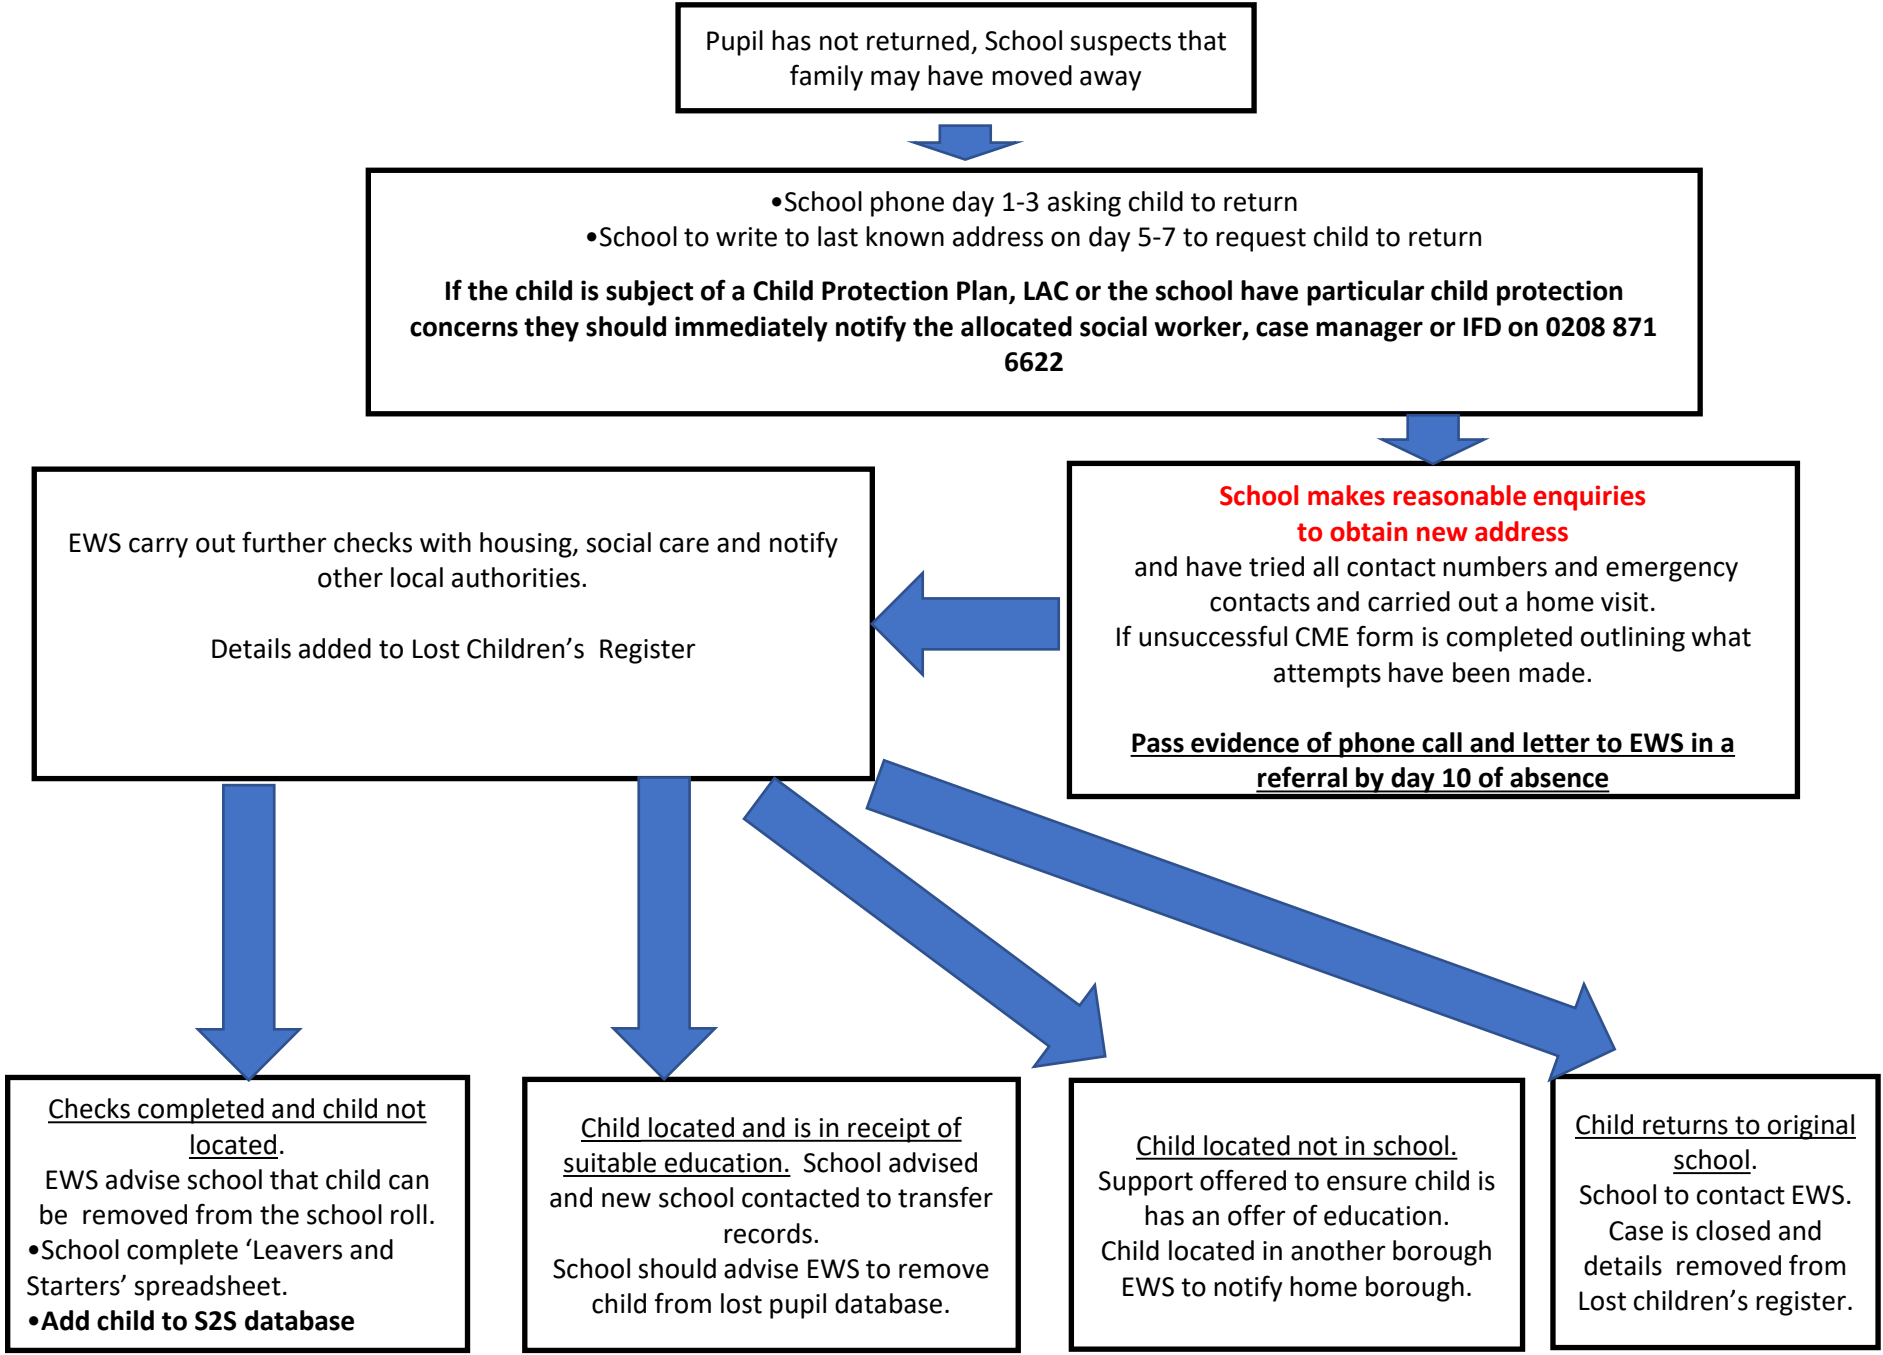 Pupil has not returned, School suspects that
family may have moved away
•School phone day 1-3 asking child to return
•School to write to last known address on day 5-7 to request child to return
If the child is subject of a Child Protection Plan, LAC or the school have particular child protection
concerns they should immediately notify the allocated social worker, case manager or IFD on 0208 871
6622
School makes reasonable enquiries
to obtain new address
and have tried all contact numbers and emergency
contacts and carried out a home visit.
If unsuccessful CME form is completed outlining what
attempts have been made.
Pass evidence of phone call and letter to EWS in a
referral by day 10 of absence
EWS carry out further checks with housing, social care and notify
other local authorities.
Details added to Lost Children’s  Register
Checks completed and child not
located.
EWS advise school that child can
be  removed from the school roll.
•School complete ‘Leavers and
Starters’ spreadsheet.
•Add child to S2S database
Child located and is in receipt of
suitable education.  School advised
and new school contacted to transfer
records.
School should advise EWS to remove
child from lost pupil database.
Child located not in school.
Support offered to ensure child is
has an offer of education.
Child located in another borough
EWS to notify home borough.
Child returns to original
school.
School to contact EWS.
Case is closed and
details  removed from
Lost children’s register.